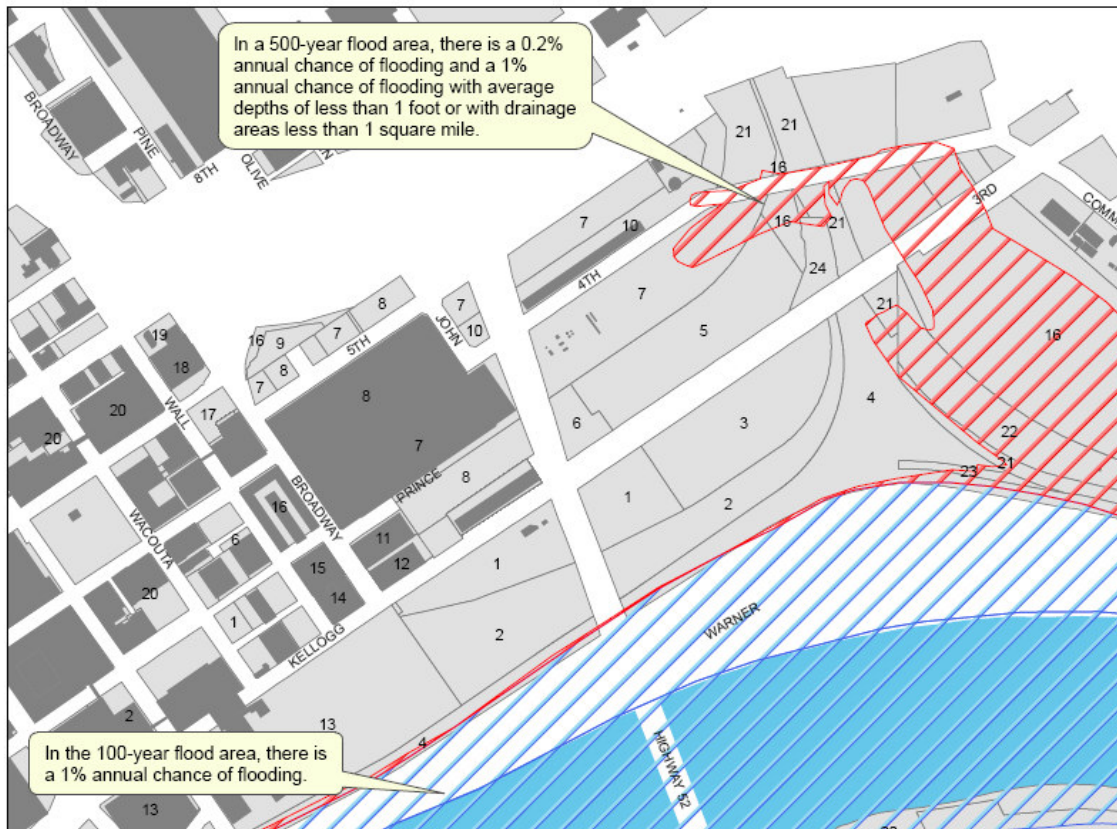 In a 500-year flood area, there is a 0.2%
annual chance of flooding and a 1%
annual chance of flooding with average
depths of less than 1 foot or with drainage
areas less than 1 square mile.
BROADWAY
PINE
8TH
OLIVE
21
21
16
7
10
16
21
3RD
COMM
4TH
24
7
5
21
16
8
7
JOHN
10
16
9
7
5TH
8
7
19
18
8
6
3
4
20
17
WALL
20
7
22
21
23
PRINCE
8
1
2
16
BROADWAY
WACOUTA
6
11
12
15
14
1
20
1
KELLOGG
2
WARNER
2
13
4
HIGHWAY 52
In the 100-year flood area, there is
a 1% annual chance of flooding.
13